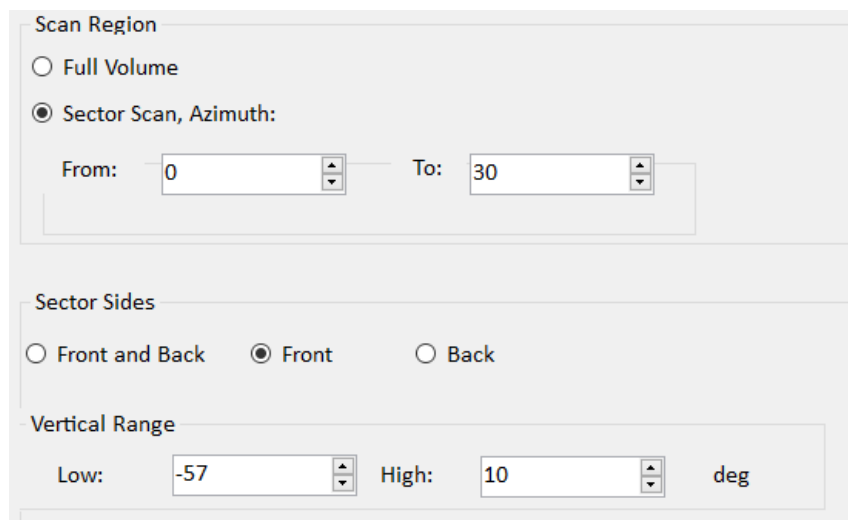 Scan Region
Full Volume
Sector Scan, Azimuth:
From: 0 To: 30
Sector Sides
Front and Back Front Back
Vertical Range
Low: -57 High: 10 deg